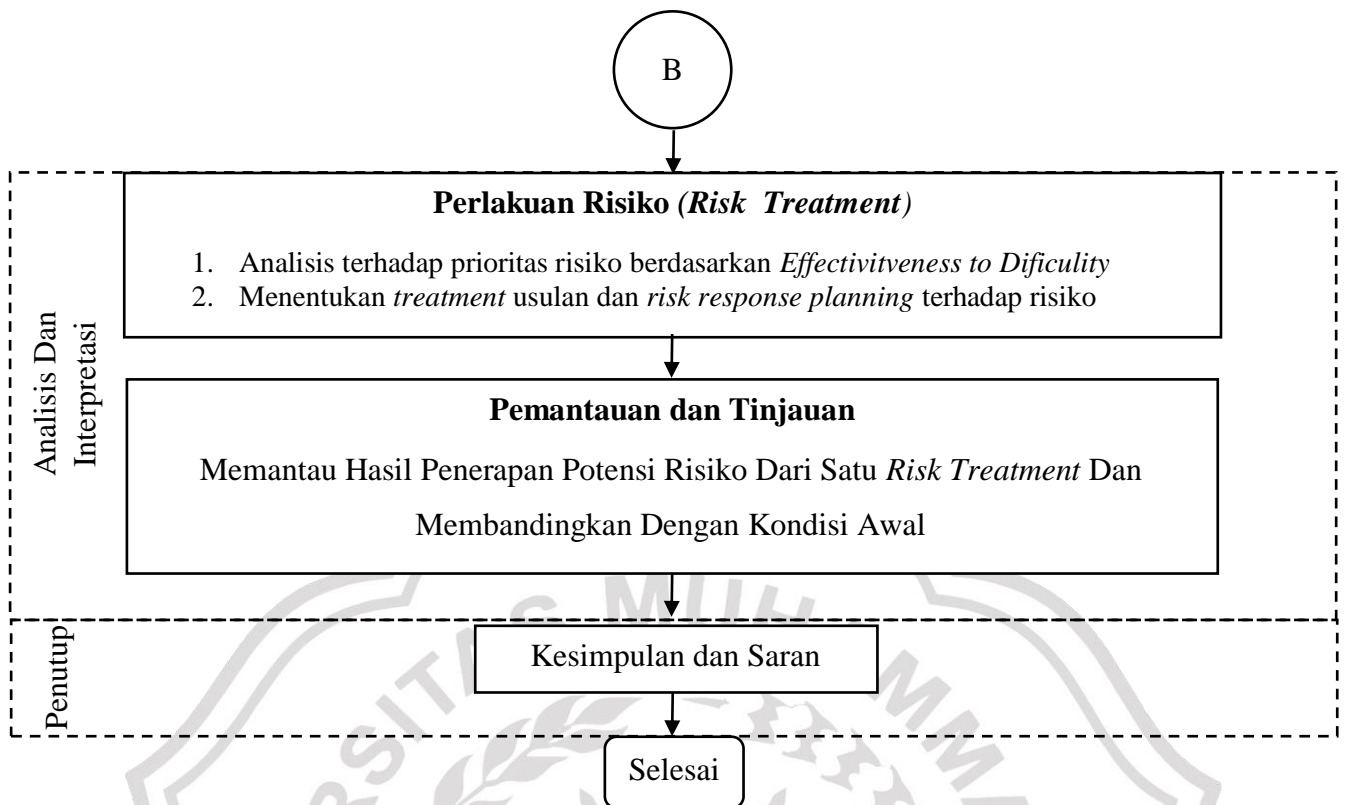 B
Perlakuan Risiko (Risk Treatment)
1. Analisis terhadap prioritas risiko berdasarkan Effectivitveness to Dificulity
2. Menentukan treatment usulan dan risk response planning terhadap risiko
Analisis Dan
Interpretasi
Pemantauan dan Tinjauan
Memantau Hasil Penerapan Potensi Risiko Dari Satu Risk Treatment Dan
Membandingkan Dengan Kondisi Awal
Penutup
Kesimpulan dan Saran
Selesai
RSITAS MUHAMMA